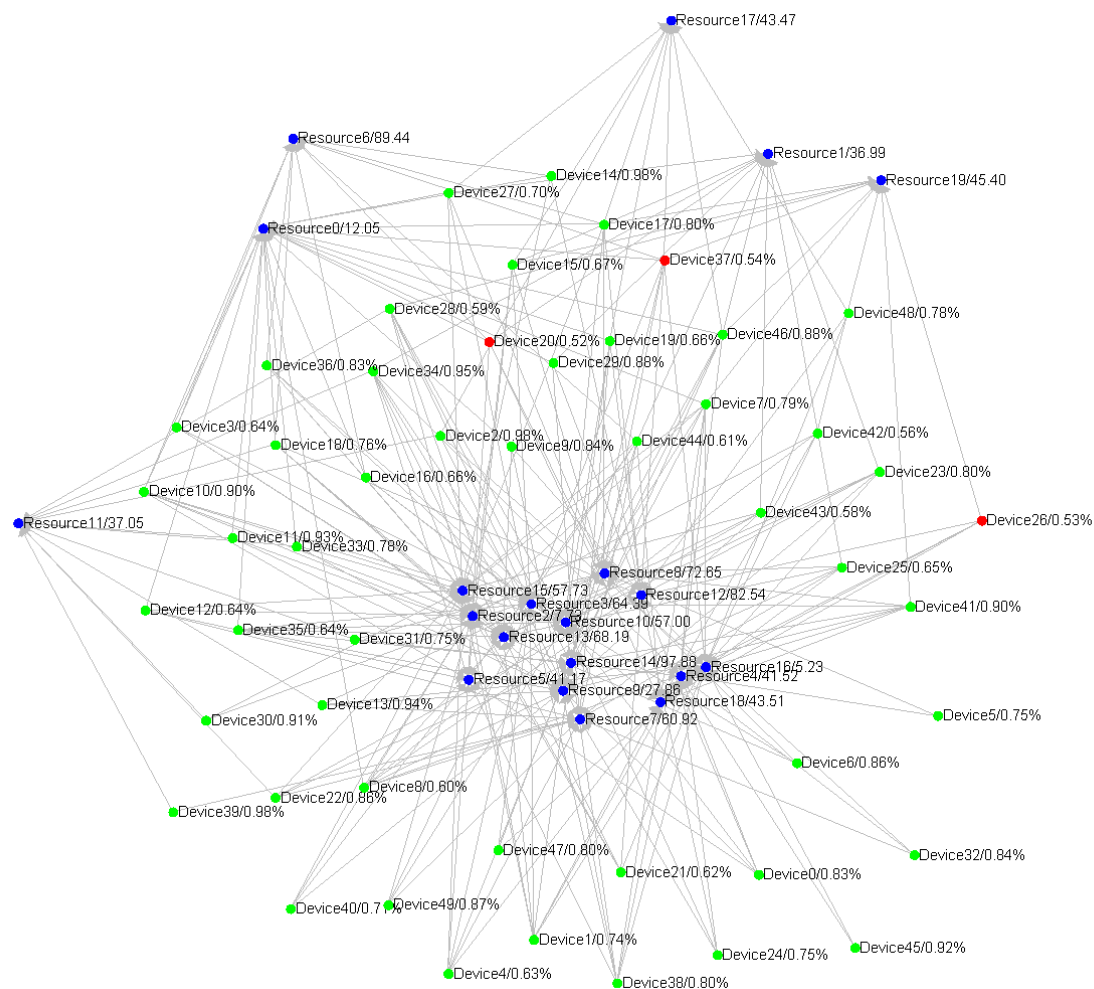 Resource17/43.47
Resource6/89.44
Resource1/36.99
Device14/0.98%
Resource19/45.40
Device27/0.70%
Device17/0.80%
Resource0/12.05
Device37/0.54%
Device15/0.67%
Device28/0.59%
Device48/0.78%
Device46/0.88%
Device20/0.52%
Device19/0.66%
Device29/0.88%
Device36/0.83%
Device34/0.95%
Device7/0.79%
Device3/0.64%
Device42/0.56%
Device2/0.98%
Device44/0.61%
Device18/0.76%
Device9/0.84%
Device23/0.80%
Device16/0.66%
Device10/0.90%
Device43/0.58%
Device26/0.53%
Resource11/37.05
Device11/0.93%
Device33/0.78%
Device25/0.65%
Resource8/72.65
Resource15/57.73
Resource12/82.54
Resource3/64.39
Device41/0.90%
Device12/0.64%
Resource2/7.73
Resource10/57.00
Device35/0.64%
Resource13/68.19
Device31/0.75%
Resource14/97.88
Resource16/5.23
Resource4/41.52
Resource5/41.17
Resource9/27.86
Resource18/43.51
Device13/0.94%
Device5/0.75%
Resource7/60.92
Device30/0.91%
Device6/0.86%
Device8/0.60%
Device22/0.86%
Device39/0.98%
Device47/0.80%
Device32/0.84%
Device21/0.62%
Device0/0.83%
Device49/0.87%
Device40/0.71%
Device1/0.74%
Device45/0.92%
Device24/0.75%
Device4/0.63%
Device38/0.80%